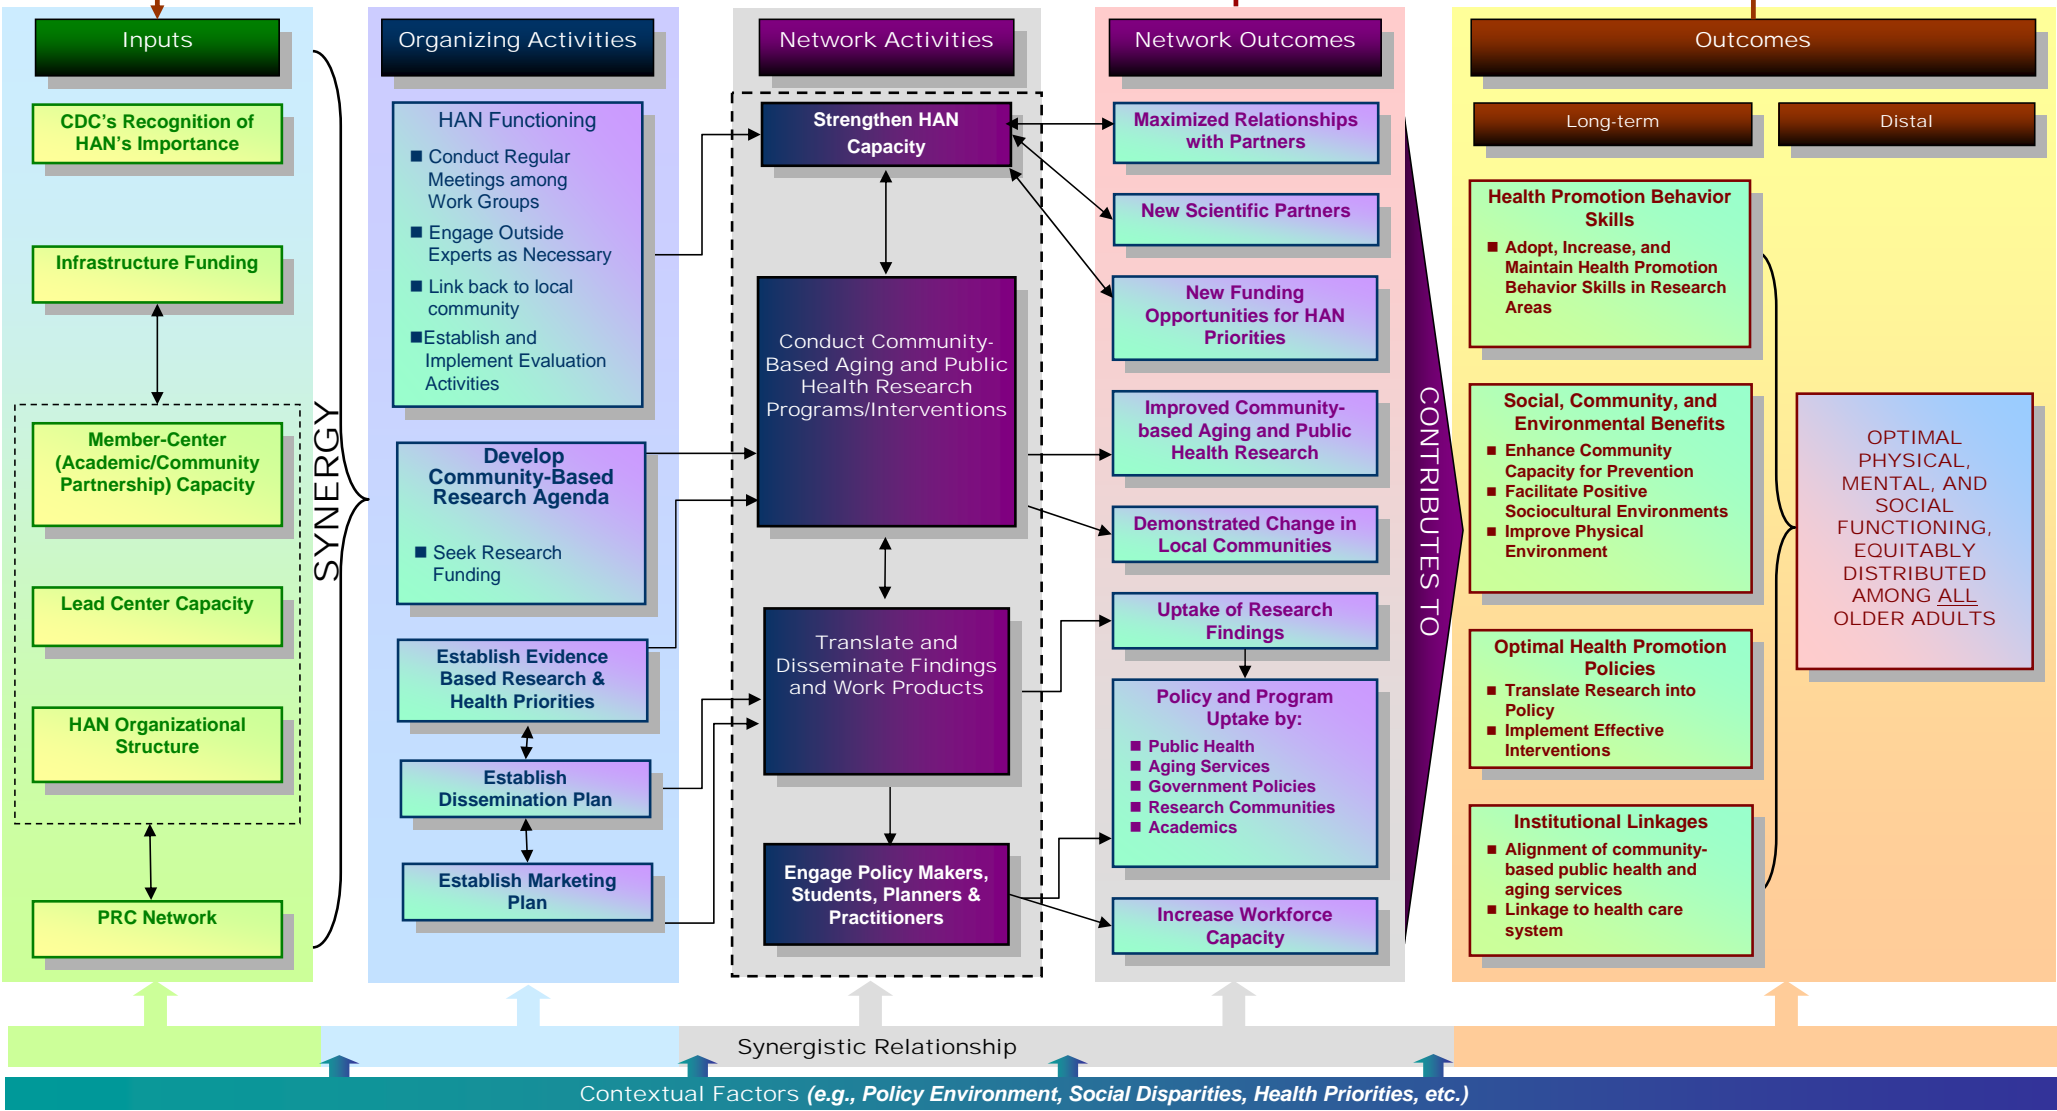 Inputs
CDC's Recognition of
HAN's Importance
Infrastructure Funding
Member-Center
(Academic/Community
Partnership) Capacity
Lead Center Capacity
HAN Organizational
Structure
PRC Network
SYNERGY
Organizing Activities
HAN Functioning
■ Conduct Regular
Meetings among
Work Groups
■ Engage Outside
Experts as Necessary
■ Link back to local
community
■Establish and
Implement Evaluation
Activities
Develop
Community-Based
Research Agenda
■ Seek Research
Funding
Establish Evidence
Based Research &
Health Priorities
Establish
Dissemination Plan
Establish Marketing
Plan
Network Activities
Strengthen HAN
Capacity
Conduct Community-
Based Aging and Public
Health Research
Programs/Interventions
Translate and
Disseminate Findings
and Work Products
Engage Policy Makers,
Students, Planners &
Practitioners
Network Outcomes
Maximized Relationships
with Partners
New Scientific Partners
New Funding
Opportunities for HAN
Priorities
Improved Community-
based Aging and Public
Health Research
Demonstrated Change in
Local Communities
Uptake of Research
Findings
Policy and Program
Uptake by:
■ Public Health
■ Aging Services
■ Government Policies
■ Research Communities
■ Academics
Increase Workforce
Capacity
CONTRIBUTES TO
Outcomes
Long-term
Distal
Health Promotion Behavior
Skills
■ Adopt, Increase, and
Maintain Health Promotion
Behavior Skills in Research
Areas
Social, Community, and
Environmental Benefits
■ Enhance Community
Capacity for Prevention
■ Facilitate Positive
Sociocultural Environments
■ Improve Physical
Environment
Optimal Health Promotion
Policies
■ Translate Research into
Policy
■ Implement Effective
Interventions
Institutional Linkages
■ Alignment of community-
based public health and
aging services
■ Linkage to health care
system
OPTIMAL
PHYSICAL,
MENTAL, AND
SOCIAL
FUNCTIONING,
EQUITABLY
DISTRIBUTED
AMONG ALL
OLDER ADULTS
Synergistic Relationship
Contextual Factors (e.g., Policy Environment, Social Disparities, Health Priorities, etc.)